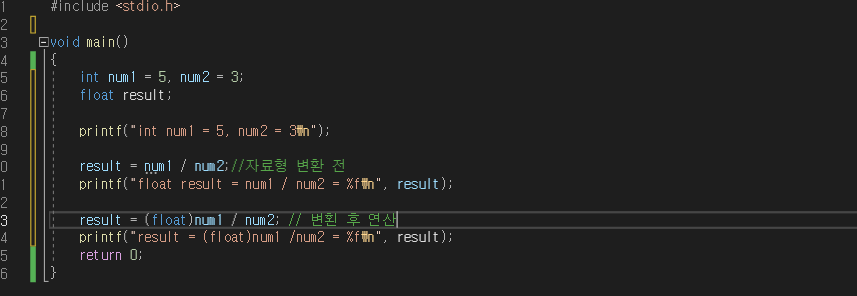 1 #include <stdio.h>
2
3 void main()
4 {
5 int num1 = 5, num2 = 3;
6 float result;
7
8 printf("int num1 = 5, num2 = 3₩n");
9
0 result = num1 / num2;//자료형 변환 전
1 printf("float result = num1 / num2 = %f₩n", result);
2
3 result = (float)num1 / num2; // 변횐 후 연산
4 printf("result = (float)num1 /num2 = %f₩n", result);
5 return 0;
6 }